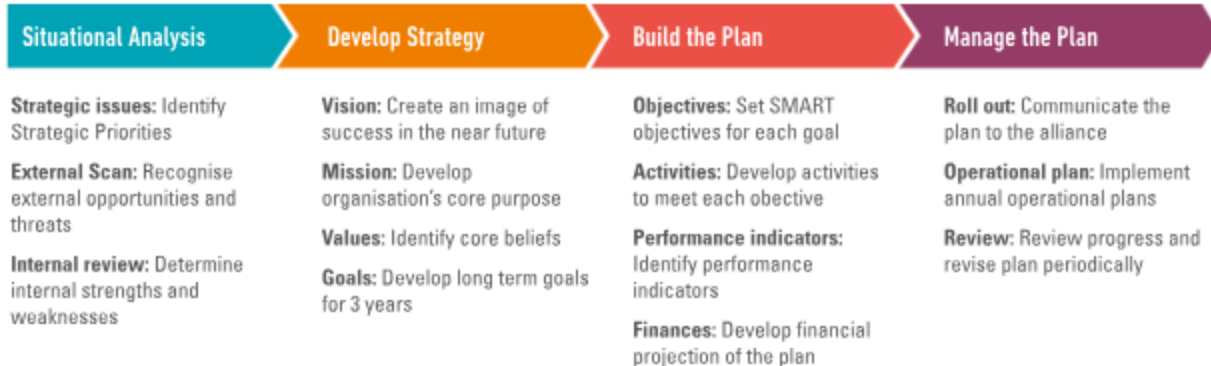 Situational Analysis
Develop Strategy
Build the Plan
Manage the Plan
Strategic issues: Identify
Strategic Priorities
External Scan: Recognise
external opportunities and
threats
Internal review: Determine
internal strengths and
weaknesses
Vision: Create an image of
success in the near future
Mission: Develop
organisation's core purpose
Values: Identify core beliefs
Goals: Develop long term goals
for 3 years
Objectives: Set SMART
objectives for each goal
Activities: Develop activities
to meet each obective
Performance indicators:
Identify performance
indicators
Finances: Develop financial
projection of the plan
Roll out: Communicate the
plan to the alliance
Operational plan: Implement
annual operational plans
Review: Review progress and
revise plan periodically